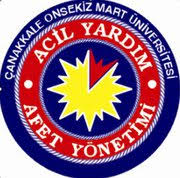 ÇANAKKALE ONSEKİZ MART ÜNİVERSİTESİ
ACİL YARDIM
AFET YÖNETİMİ